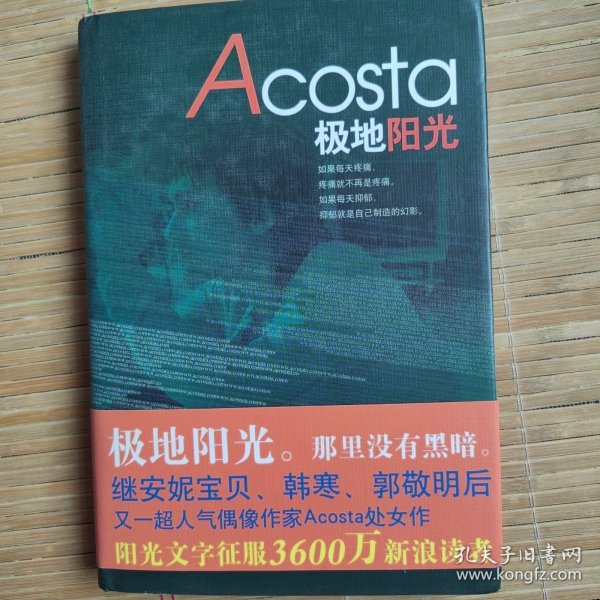 Acosta
极地阳光
如果每天疼痛，
疼痛就不再是疼痛。
如果每天抑郁，
抑郁就是自己制造的幻影。
极地阳光。那里没有黑暗。
继安妮宝贝、韩寒、郭敬明后
又一超人气偶像作家Acosta处女作
阳光文字征服3600万新浪读者
孔夫子旧书网
www.kongfz.com